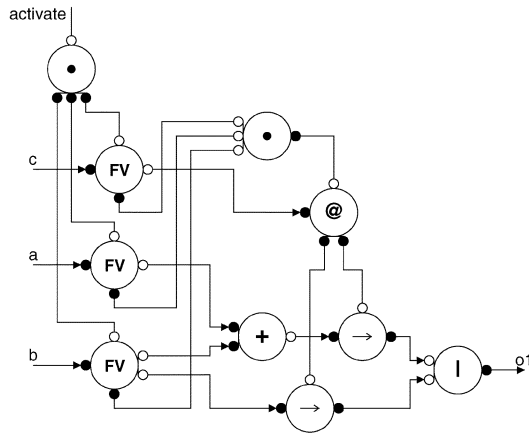 activate
•
c
FV
•
@
a
FV
+
→
b
FV
→
|
o1